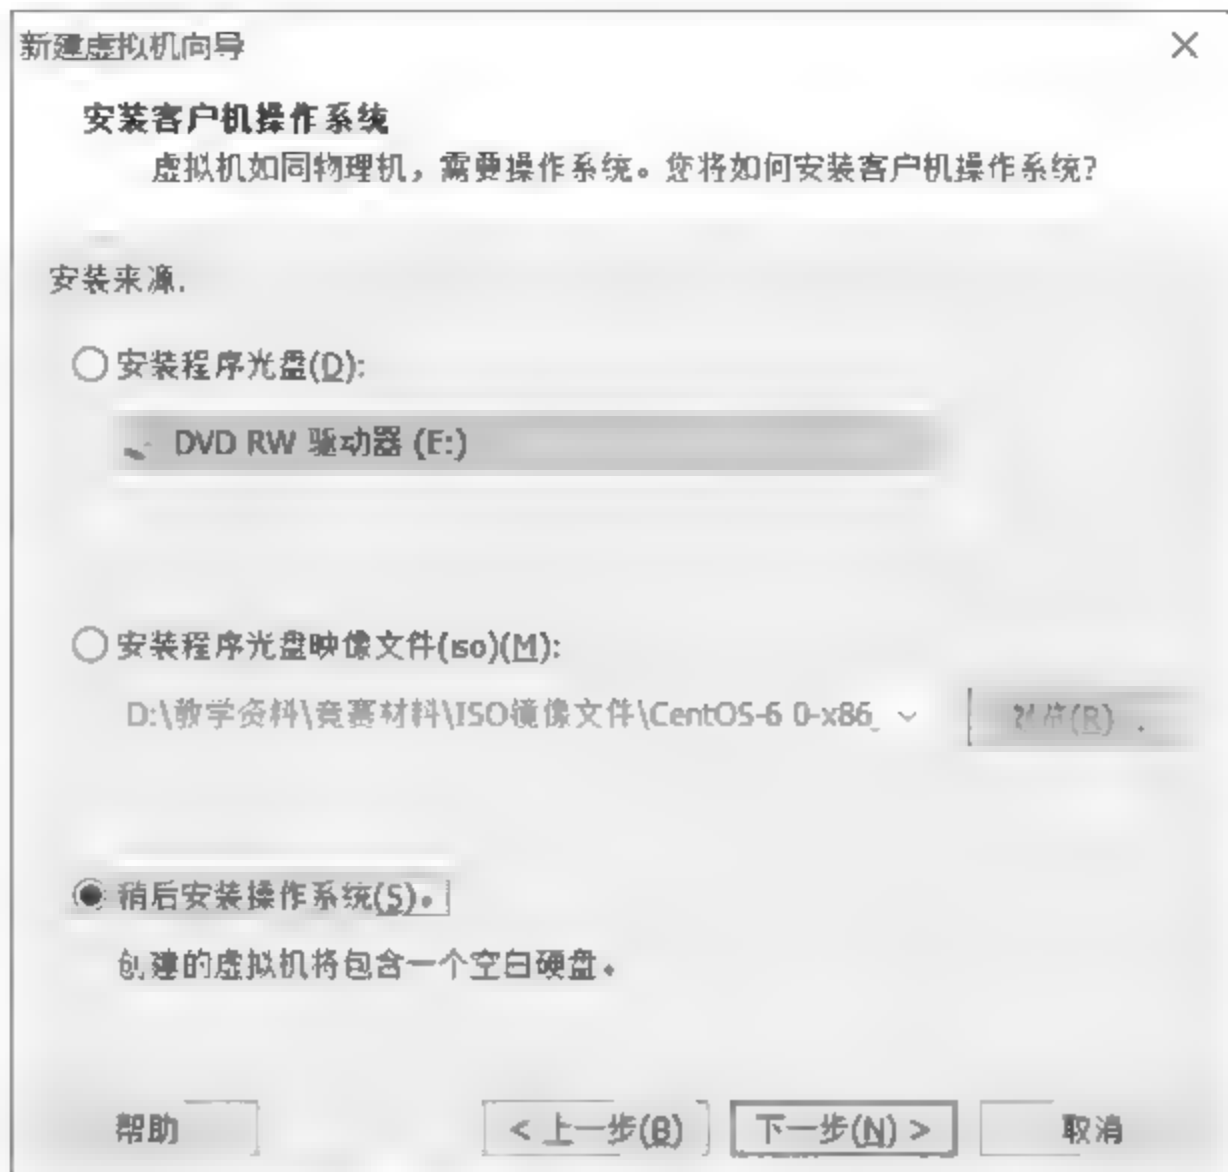 新建虚拟机向导
安装客户机操作系统
虚拟机如同物理机，需要操作系统。您将如何安装客户机操作系统?
安装来源:
安装程序光盘(D):
DVD RW 驱动器 (E:)
安装程序光盘映像文件(iso)(M):
D:\教学资料\竞赛材料\ISO镜像文件\CentOS-6 0-x86_
(R)
稍后安装操作系统(S)。
创建的虚拟机将包含一个空白硬盘。
帮助
< 上一步(B)
下一步(N) >
取消